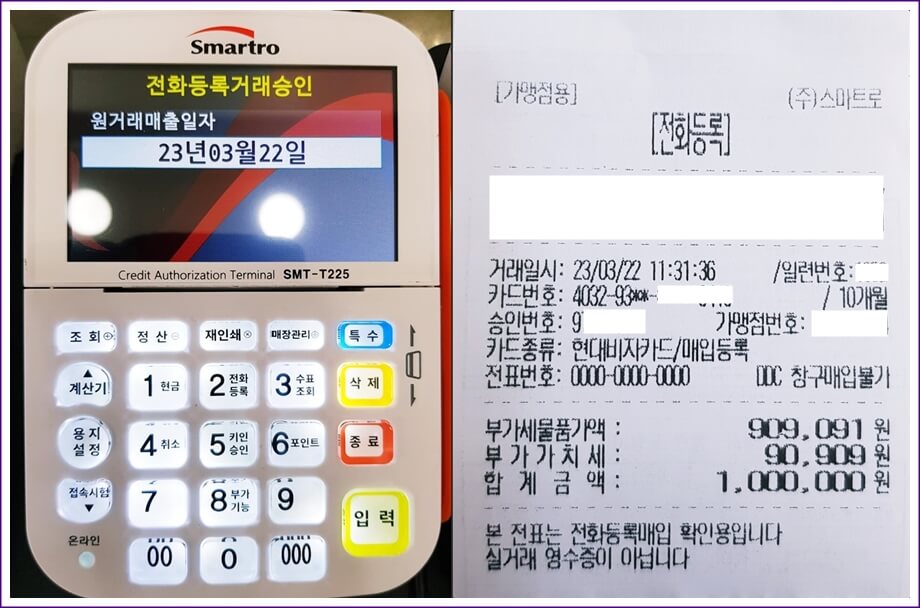 Smartro
전화등록거래승인
원거래매출일자
23년03월22일
Credit Authorization Terminal SMT-T225
조회 정산 재인쇄 매장관리 특수
계산기 1 현금 2 전화등록 3 수표조회 삭제
용지설정 4 취소 5 키인승인 6 포인트 종료
접속시험 7 8 부가기능 9 입력
온라인 00 0 000
[가맹점용] (주)스마트로
[전화등록]
거래일시: 23/03/22 11:31:36 /일련번호:
카드번호: 4032-93**-  / 10개월
승인번호: 9 가맹점번호:
카드종류: 현대비자카드/매입등록
전표번호: 0000-0000-0000 DDC 창구매입불가
부가세물품가액 : 909,091 원
부가가치세 : 90,909 원
합계금액 : 1,000,000 원
본 전표는 전화등록매입 확인용입니다
실거래 영수증이 아닙니다